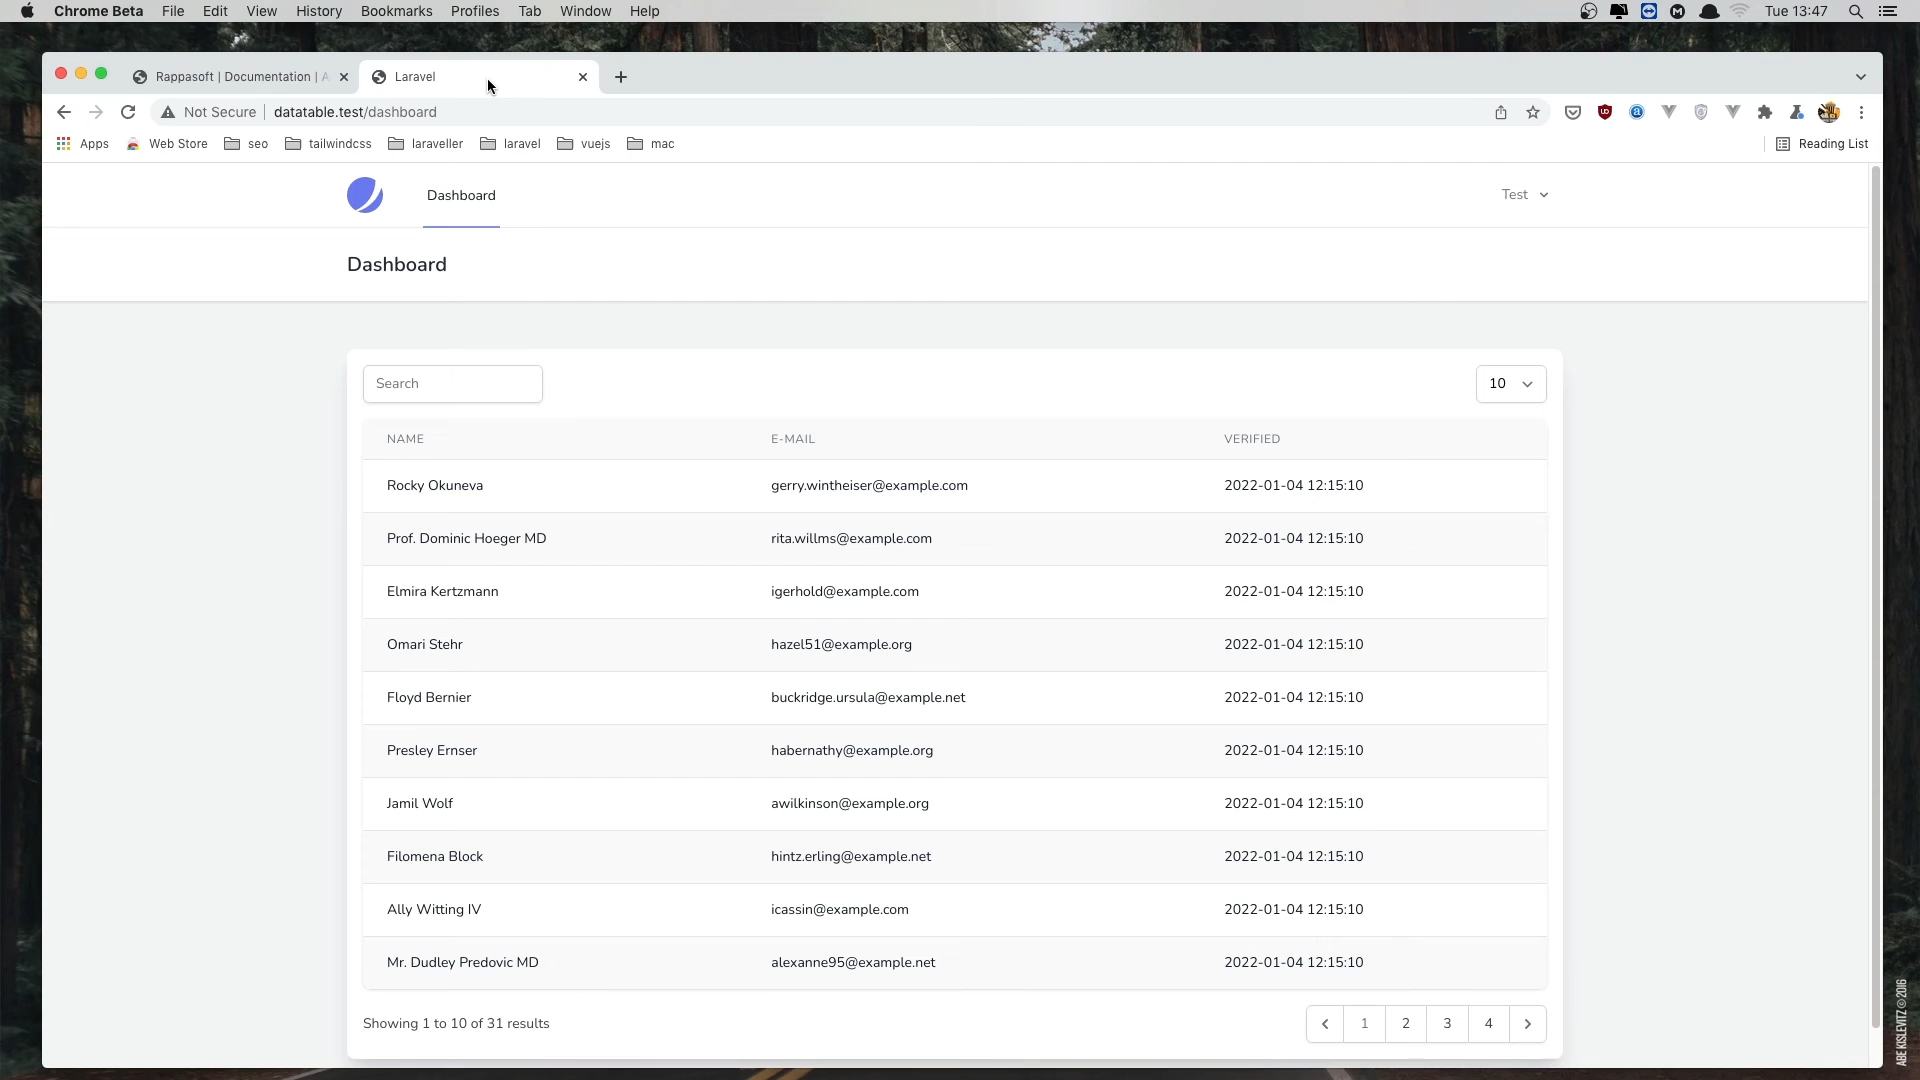 Chrome Beta File Edit View History Bookmarks Profiles Tab Window Help Tue 13:47
Rappasoft | Documentation | A Laravel
Not Secure datatable.test/dashboard
Apps Web Store seo tailwindcss laraveller laravel vuejs mac Reading List
Dashboard Test
Dashboard
Search 10
NAME E-MAIL VERIFIED
Rocky Okuneva gerry.wintheiser@example.com 2022-01-04 12:15:10
Prof. Dominic Hoeger MD rita.willms@example.com 2022-01-04 12:15:10
Elmira Kertzmann igerhold@example.com 2022-01-04 12:15:10
Omari Stehr hazel51@example.org 2022-01-04 12:15:10
Floyd Bernier buckridge.ursula@example.net 2022-01-04 12:15:10
Presley Ernser habernathy@example.org 2022-01-04 12:15:10
Jamil Wolf awilkinson@example.org 2022-01-04 12:15:10
Filomena Block hintz.erling@example.net 2022-01-04 12:15:10
Ally Witting IV icassin@example.com 2022-01-04 12:15:10
Mr. Dudley Predovic MD alexanne95@example.net 2022-01-04 12:15:10
Showing 1 to 10 of 31 results 1 2 3 4
ABE KISLEVITZ © 2016